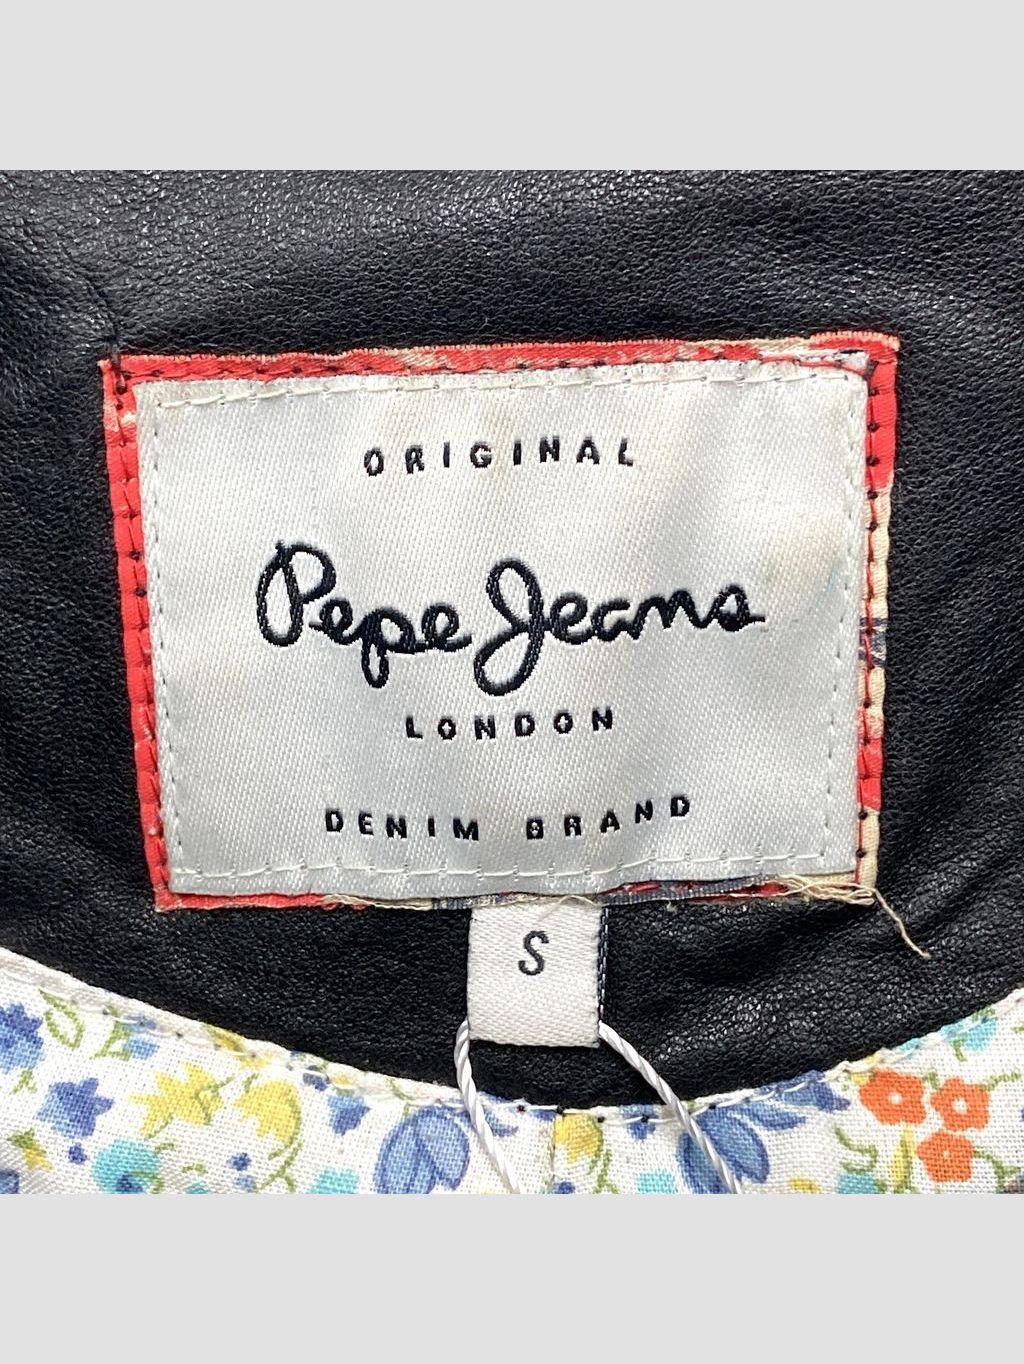 ORIGINAL
Pepe Jeans
LONDON
DENIM BRAND
S